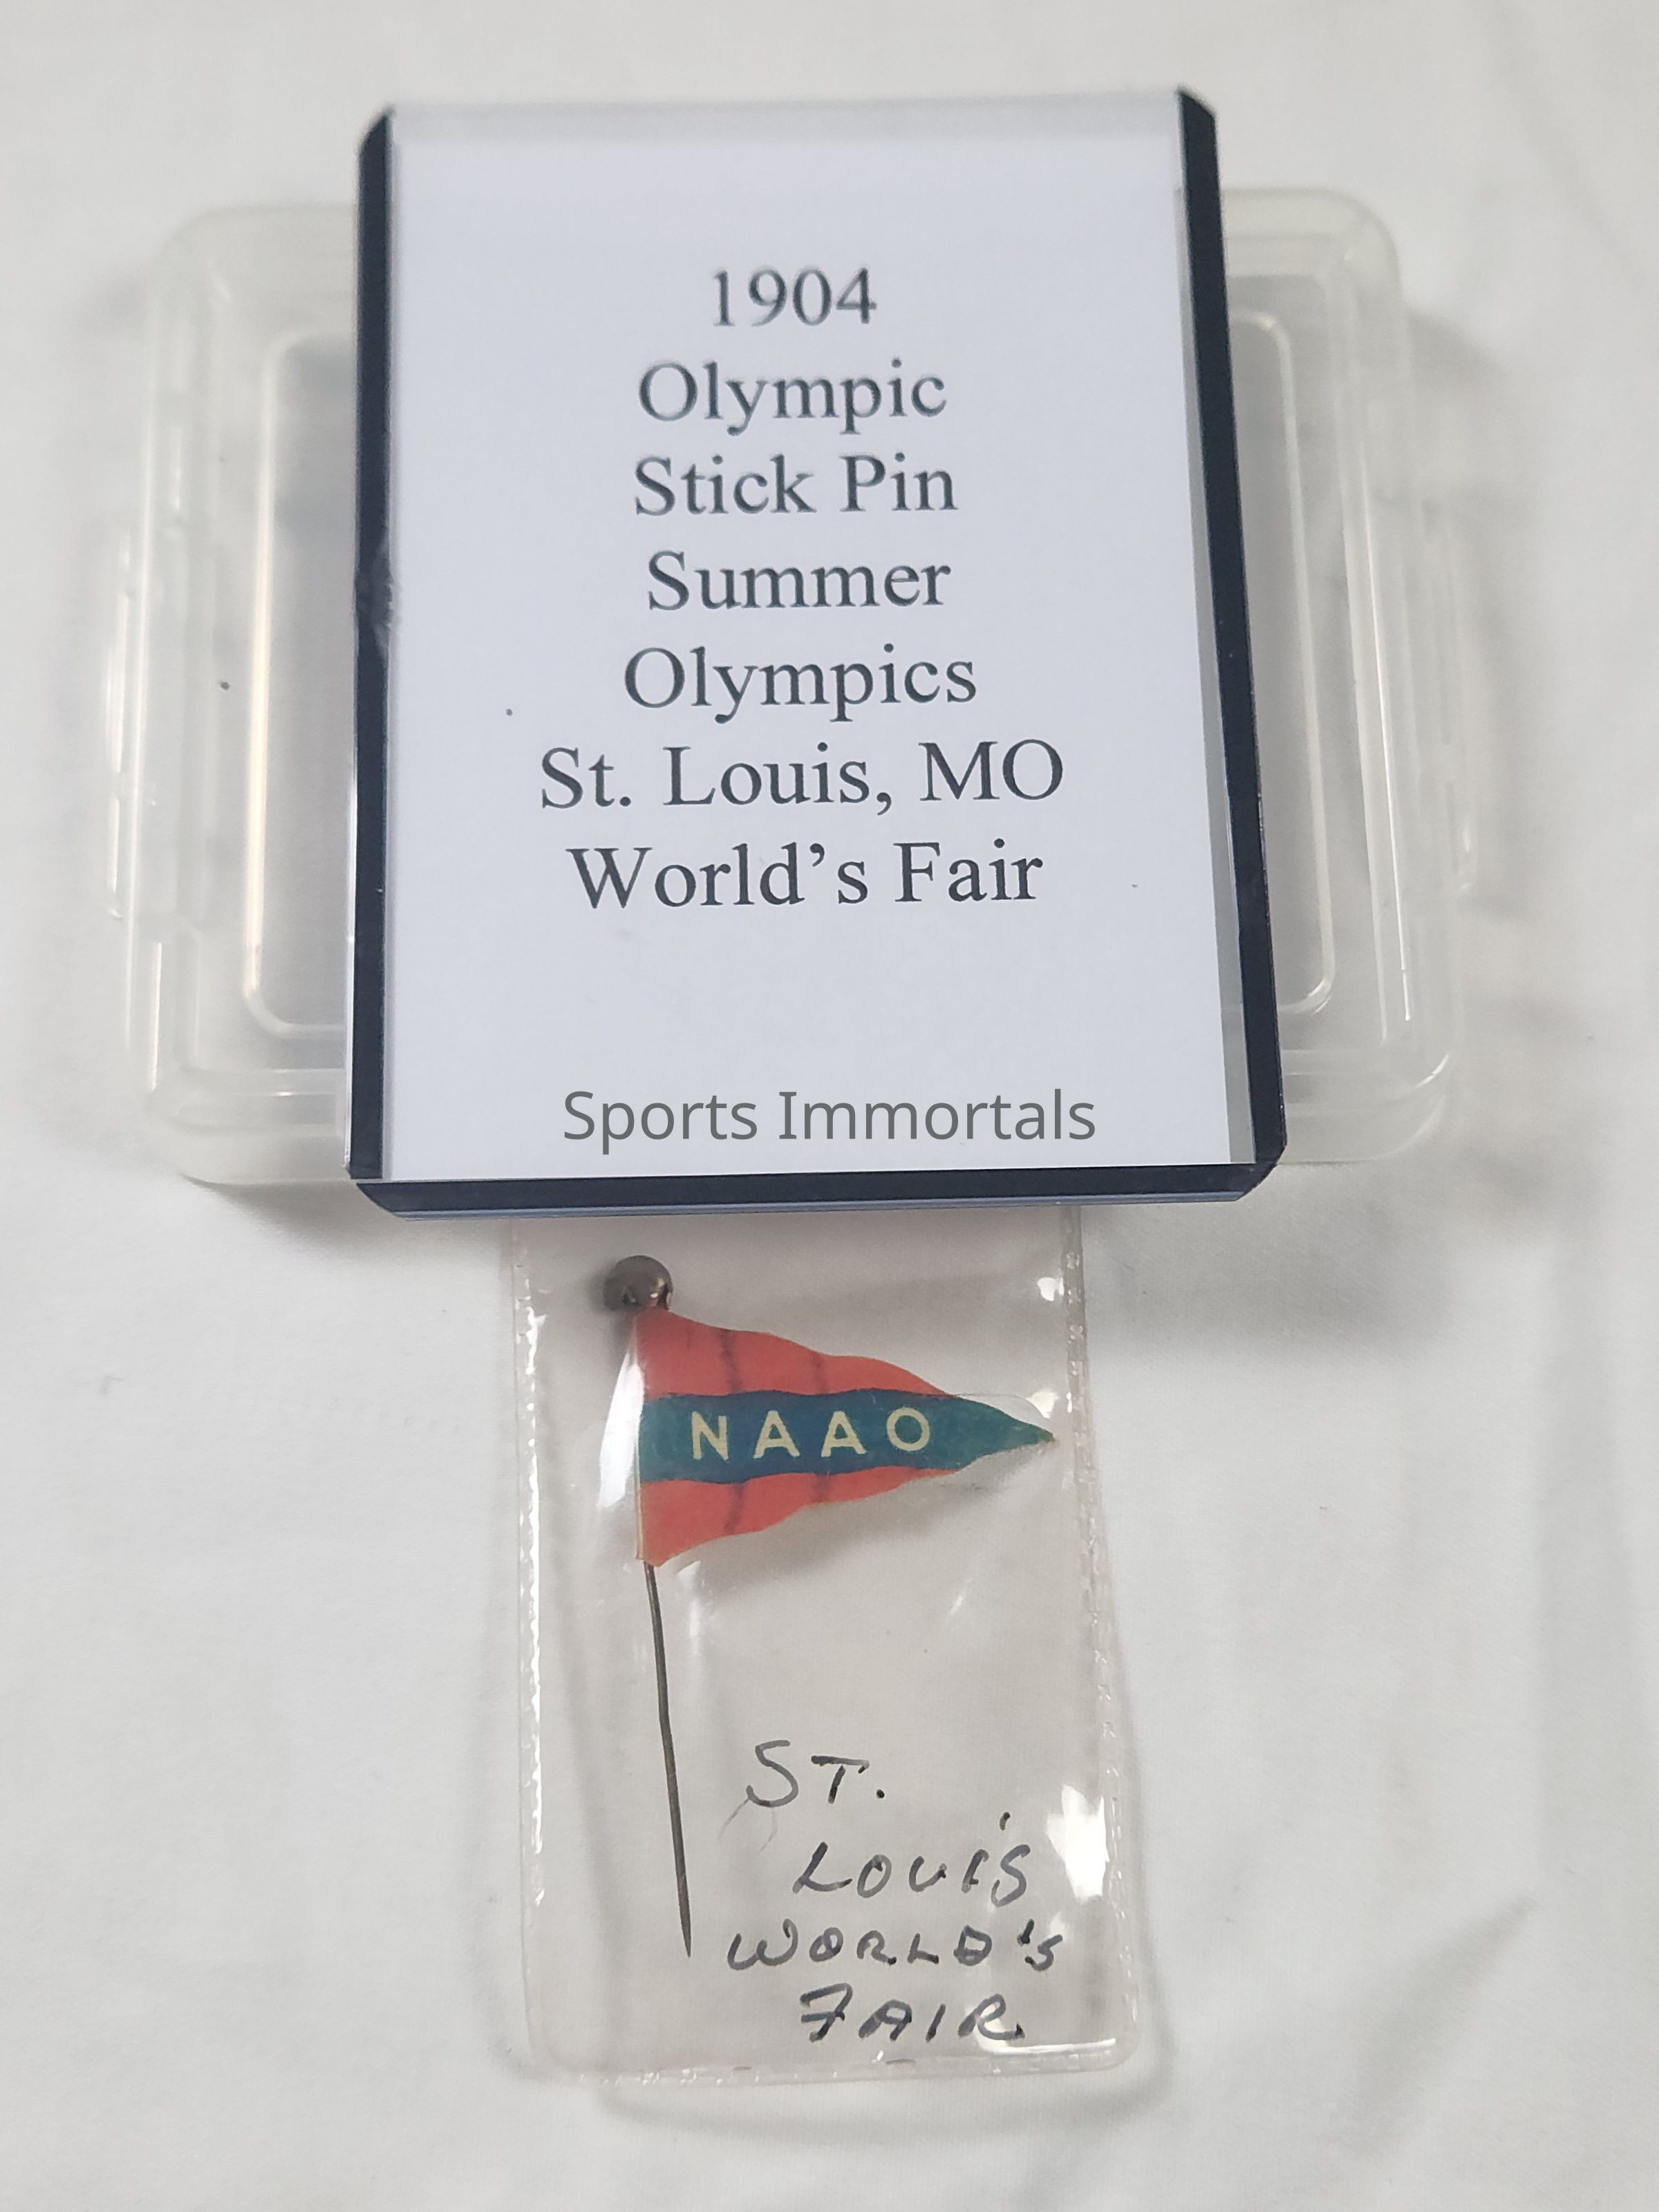 1904
Olympic
Stick Pin
Summer
Olympics
St. Louis, MO
World’s Fair
Sports Immortals
NAAO
ST.
LOUIS
WORLD'S
FAIR